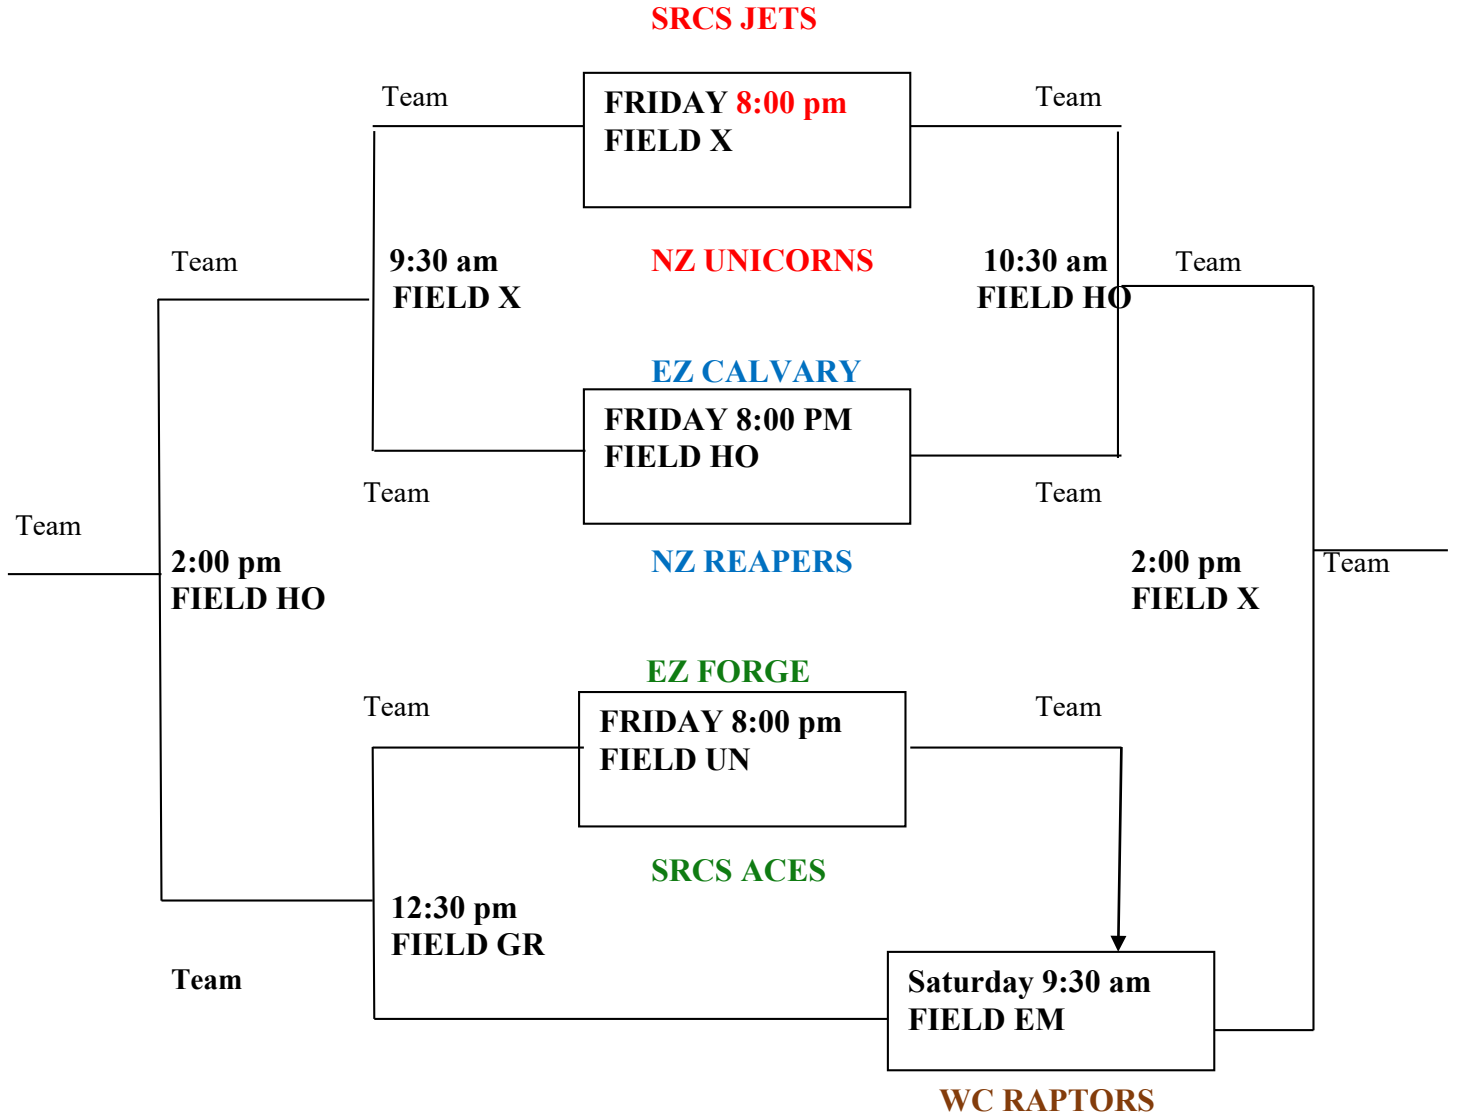 SRCS JETS
Team
FRIDAY 8:00 pm
FIELD X
Team
Team
9:30 am
FIELD X
NZ UNICORNS
10:30 am
FIELD HO
Team
EZ CALVARY
FRIDAY 8:00 PM
FIELD HO
Team
Team
Team
2:00 pm
FIELD HO
NZ REAPERS
2:00 pm
FIELD X
Team
EZ FORGE
Team
FRIDAY 8:00 pm
FIELD UN
Team
SRCS ACES
12:30 pm
FIELD GR
Team
Saturday 9:30 am
FIELD EM
WC RAPTORS